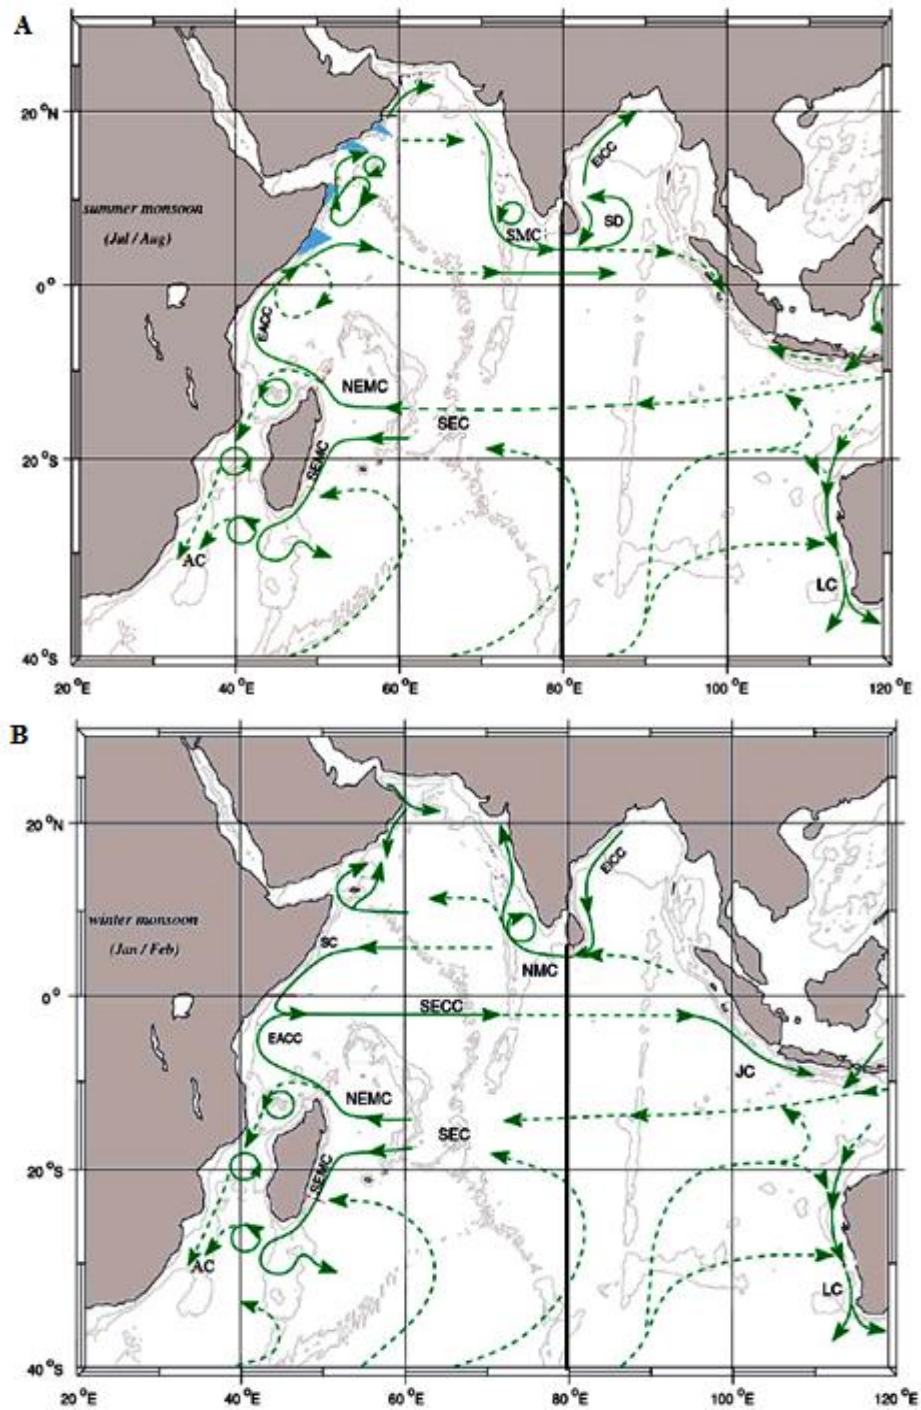 A
20 °N
summer monsoon
(Jul / Aug)
EICC
SD
SMC
0°
EACC
NEMC
SEC
20 °S
SEMC
AC
LC
40 °S
20 °E 40 °E 60 °E 80 °E 100 °E 120 °E
B
20 °N
EICC
winter monsoon
(Jan / Feb)
SC
NMC
0°
SECC
EACC
JC
NEMC
SEC
20 °S
SEMC
AC
LC
40 °S
20 °E 40 °E 60 °E 80 °E 100 °E 120 °E